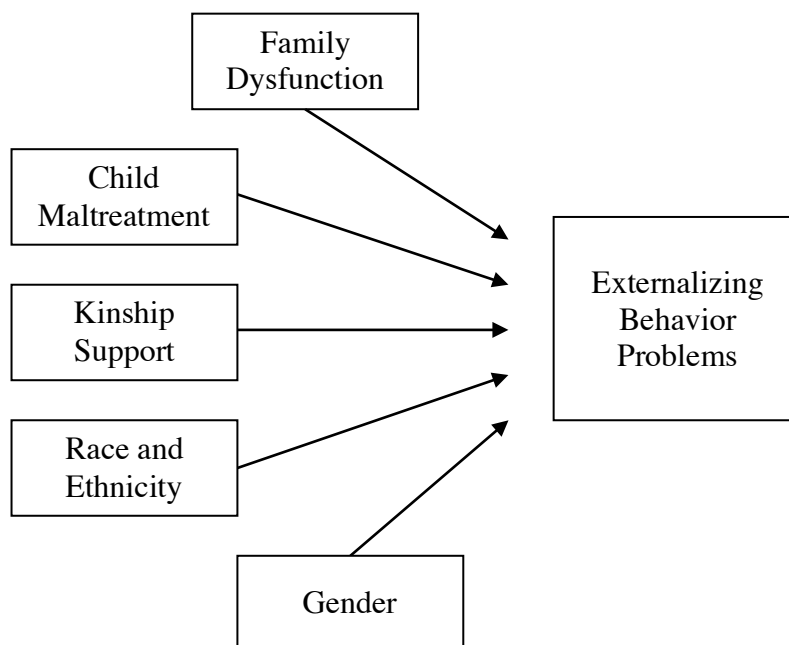 Family
Dysfunction
Child
Maltreatment
Kinship
Support
Race and
Ethnicity
Gender
Externalizing
Behavior
Problems